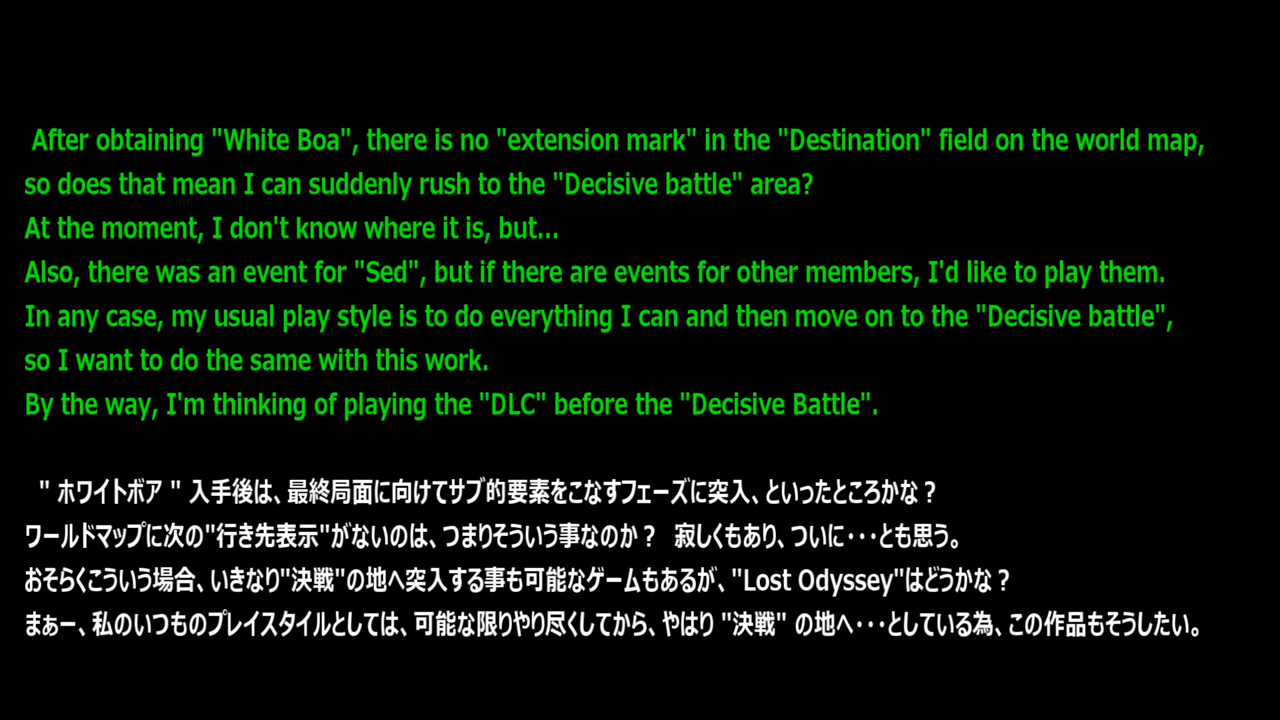 After obtaining "White Boa", there is no "extension mark" in the "Destination" field on the world map,
so does that mean I can suddenly rush to the "Decisive battle" area?
At the moment, I don't know where it is, but...
Also, there was an event for "Sed", but if there are events for other members, I'd like to play them.
In any case, my usual play style is to do everything I can and then move on to the "Decisive battle",
so I want to do the same with this work.
By the way, I'm thinking of playing the "DLC" before the "Decisive Battle".
" ホワイトボア " 入手後は、最終局面に向けてサブ的要素をこなすフェーズに突入、といったところかな？
ワールドマップに次の"行き先表示"がないのは、つまりそういう事なのか？ 寂しくもあり、ついに･･･とも思う。
おそらくこういう場合、いきなり"決戦"の地へ突入する事も可能なゲームもあるが、"Lost Odyssey"はどうかな？
まぁー、私のいつものプレイスタイルとしては、可能な限りやり尽くしてから、やはり "決戦" の地へ･･･としている為、この作品もそうしたい。